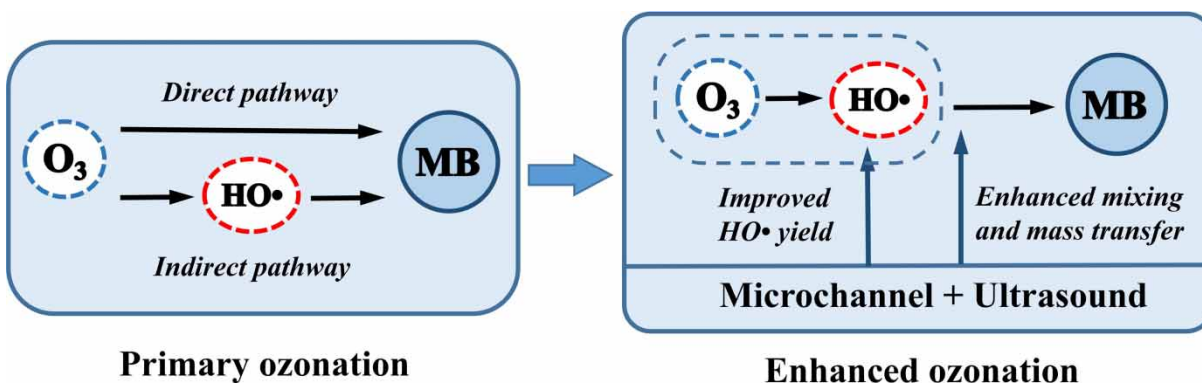 Direct pathway
O₃
HO•
MB
Indirect pathway
Primary ozonation
O₃
HO•
MB
Improved
HO• yield
Enhanced mixing
and mass transfer
Microchannel + Ultrasound
Enhanced ozonation